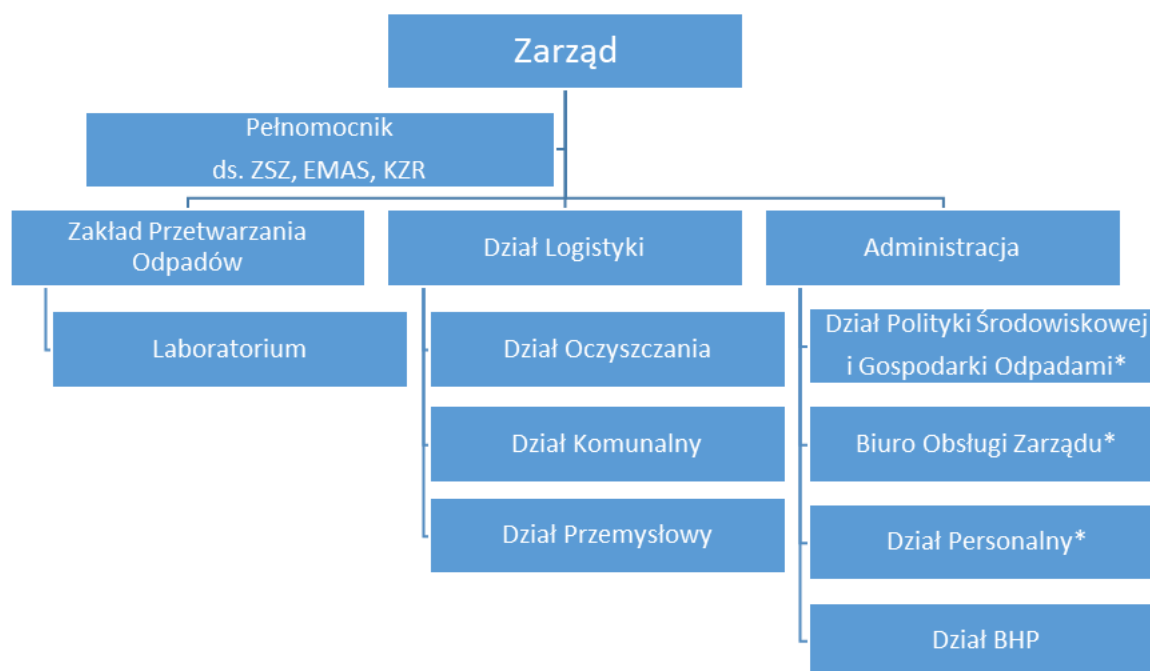 Zarząd
Pełnomocnik
ds. ZSZ, EMAS, KZR
Zakład Przetwarzania
Odpadów
Dział Logistyki
Administracja
Laboratorium
Dział Oczyszczania
Dział Komunalny
Dział Przemysłowy
Dział Polityki Środowiskowej
i Gospodarki Odpadami*
Biuro Obsługi Zarządu*
Dział Personalny*
Dział BHP